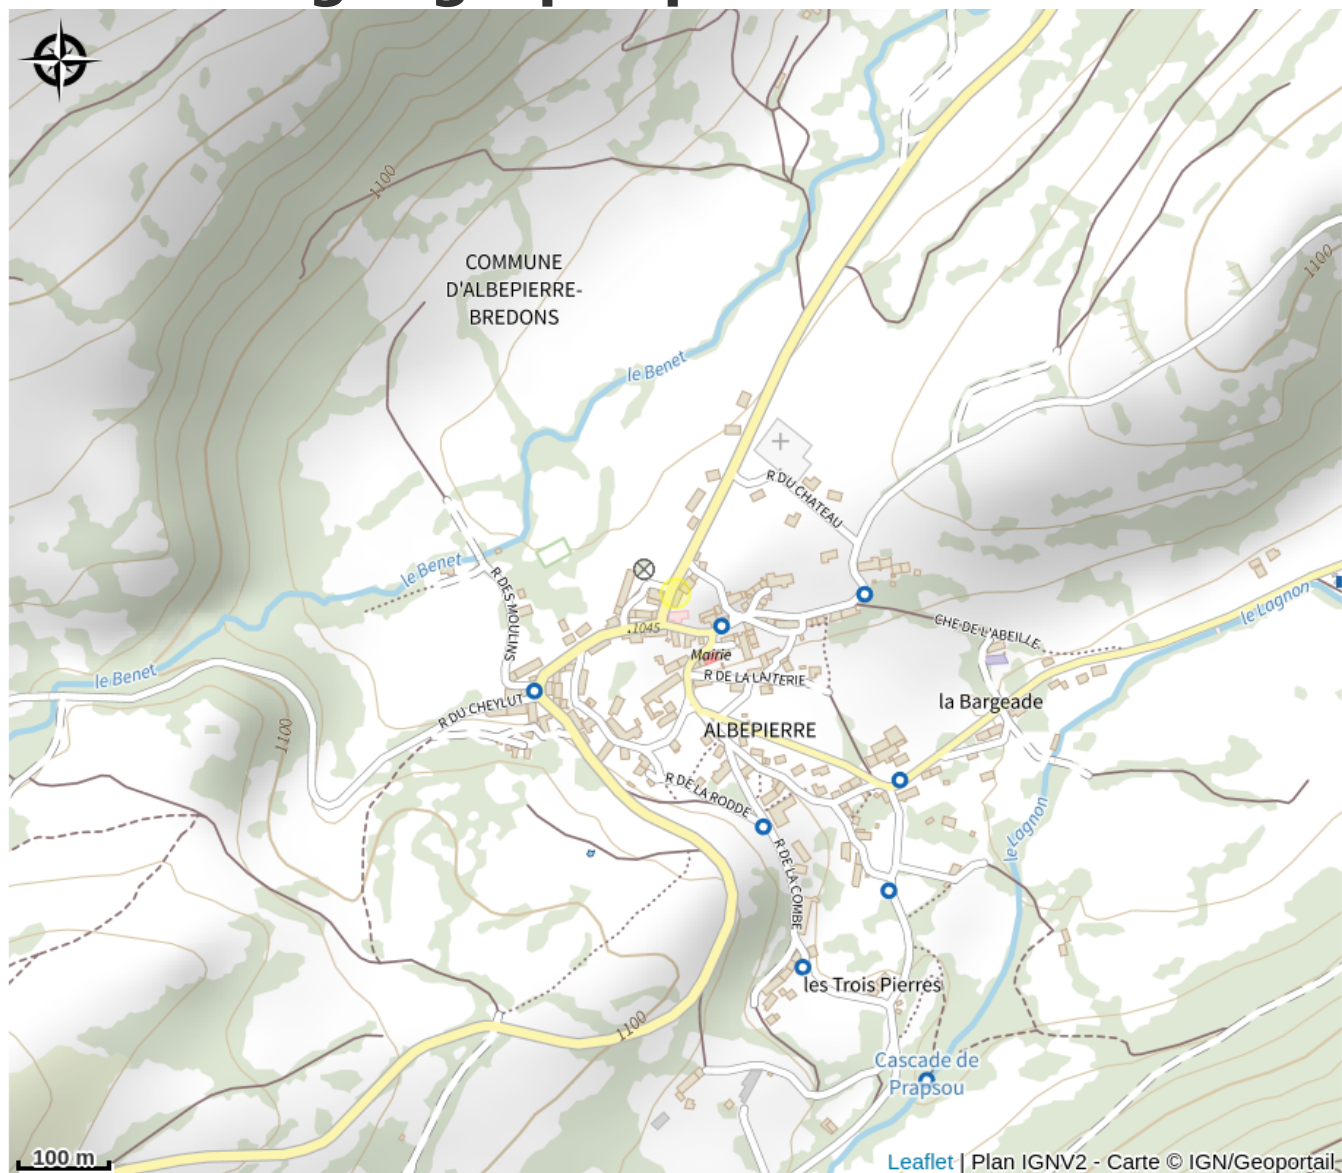 1100
COMMUNE
D'ALBEPIERRE-
BREDONS
1100
le Benet
R DU CHATEAU
le Benet
R DES MOULINS
le Lagnon
CHE DE L'ABEILLE
.1045
Mairie
le Benet
R DE LA LAITERIE
la Bargeade
R DU CHEYLUT
ALBEPIERRE
1100
R DE LA RODDE
le Lagnon
R DE LA COMBE
les Trois Pierres
1100
Cascade de
Prapsou
100 m
Leaflet | Plan IGNV2 - Carte © IGN/Geoportail